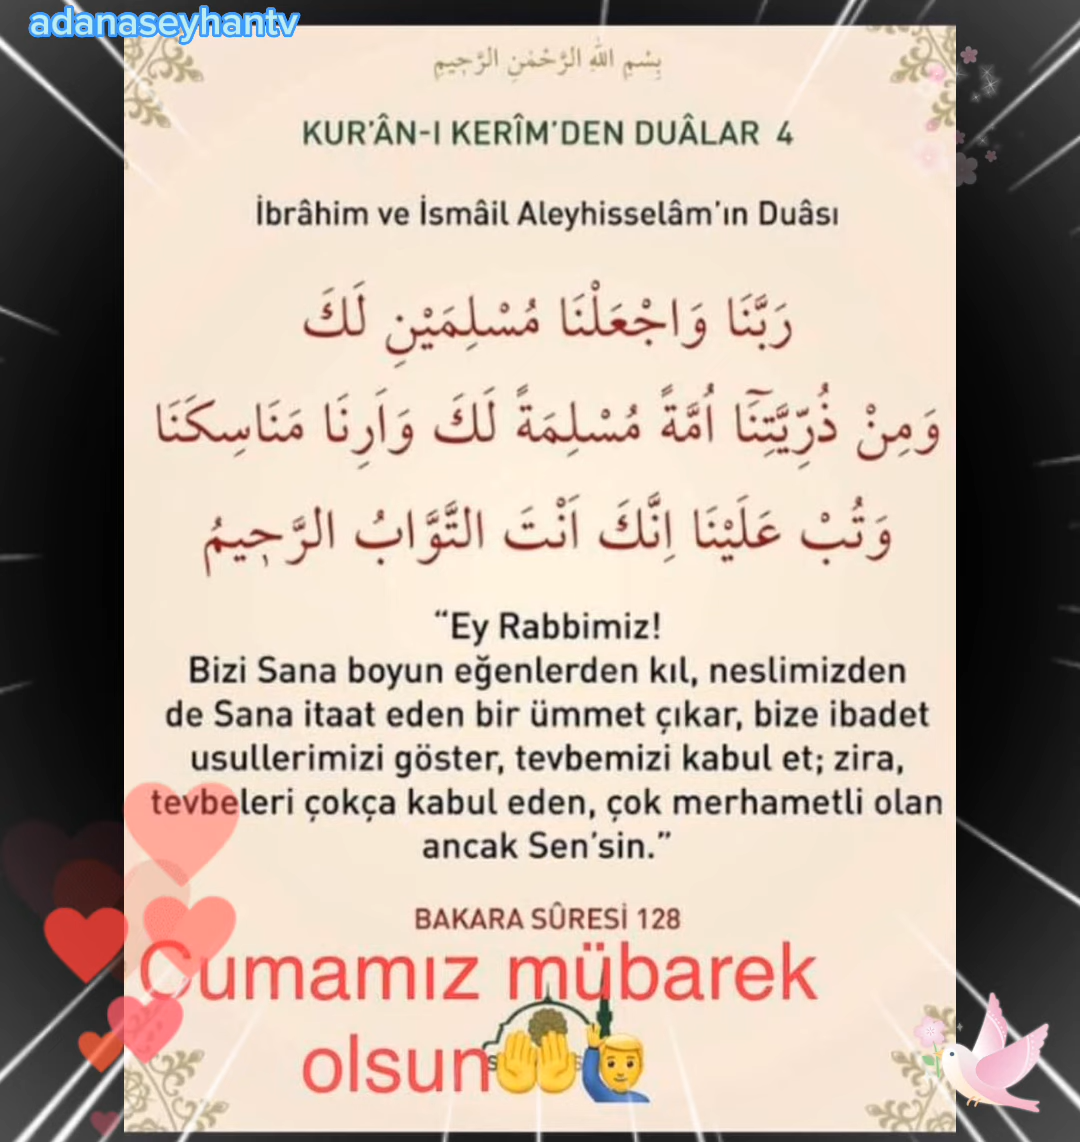 adanaseyhantv
بِسْمِ اللّٰهِ الرَّحْمٰنِ الرَّحِيمِ
KUR'ÂN-I KERÎM'DEN DUÂLAR 4
İbrâhim ve İsmâil Aleyhisselâm'ın Duâsı
رَبَّنَا وَاجْعَلْنَا مُسْلِمَيْنِ لَكَ
وَمِنْ ذُرِّيَّتِنَٓا اُمَّةً مُسْلِمَةً لَكَ وَاَرِنَا مَنَاسِكَنَا
وَتُبْ عَلَيْنَا اِنَّكَ اَنْتَ التَّوَّابُ الرَّحِيمُ
“Ey Rabbimiz!
Bizi Sana boyun eğenlerden kıl, neslimizden
de Sana itaat eden bir ümmet çıkar, bize ibadet
usullerimizi göster, tevbemizi kabul et; zira,
tevbeleri çokça kabul eden, çok merhametli olan
ancak Sen'sin.”
BAKARA SÛRESİ 128
Cumamız mübarek
olsun🤲🙋‍♂️